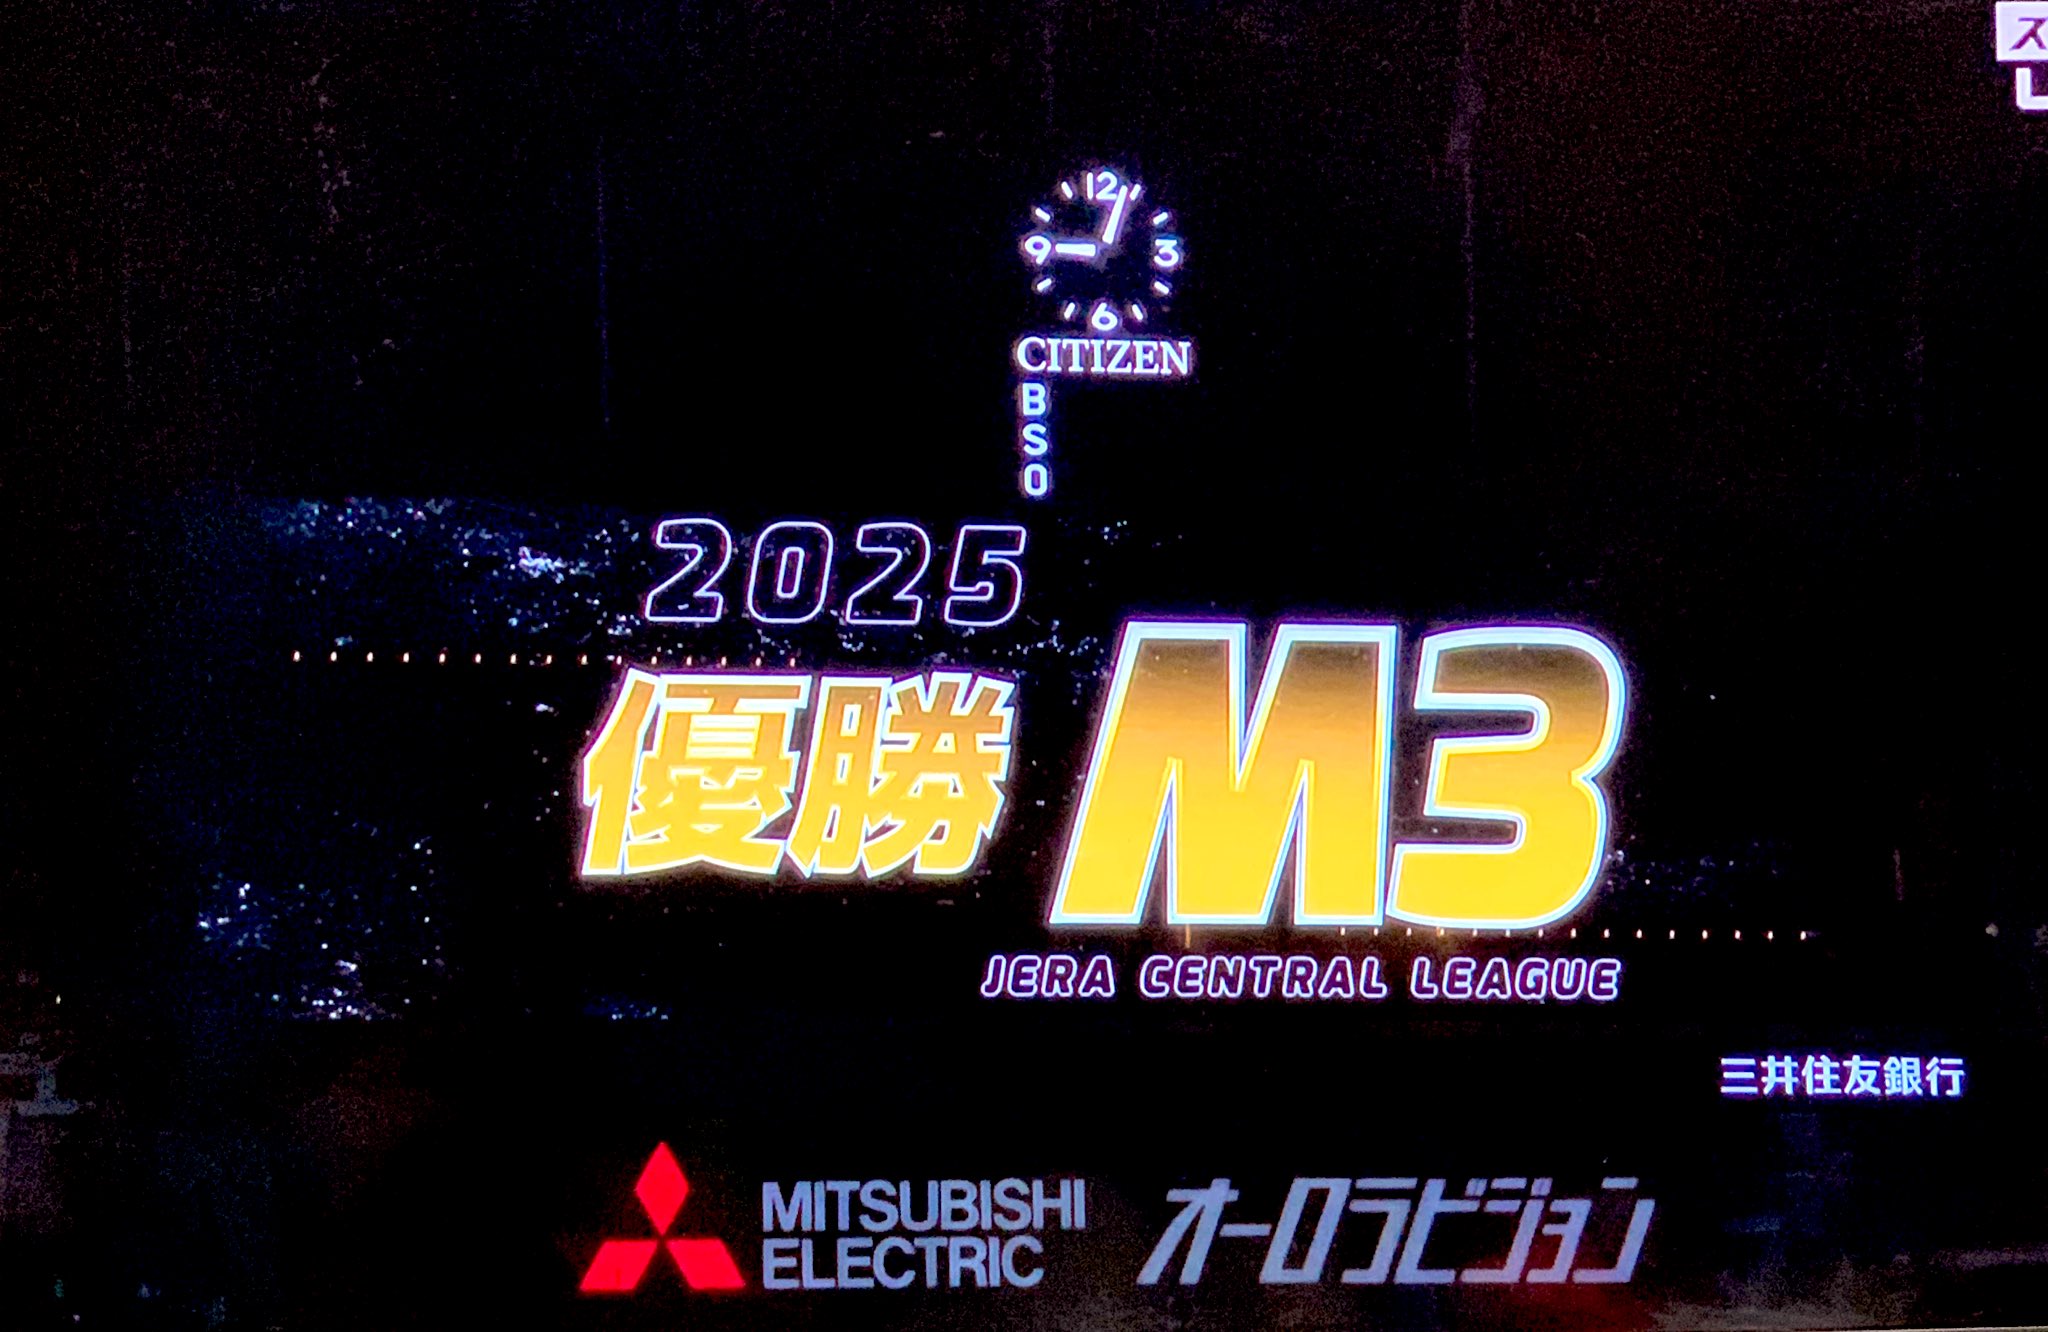 12
9 3
6
CITIZEN
B
S
O
2025
優勝 M3
JERA CENTRAL LEAGUE
三井住友銀行
MITSUBISHI
ELECTRIC
オーロラビジョン